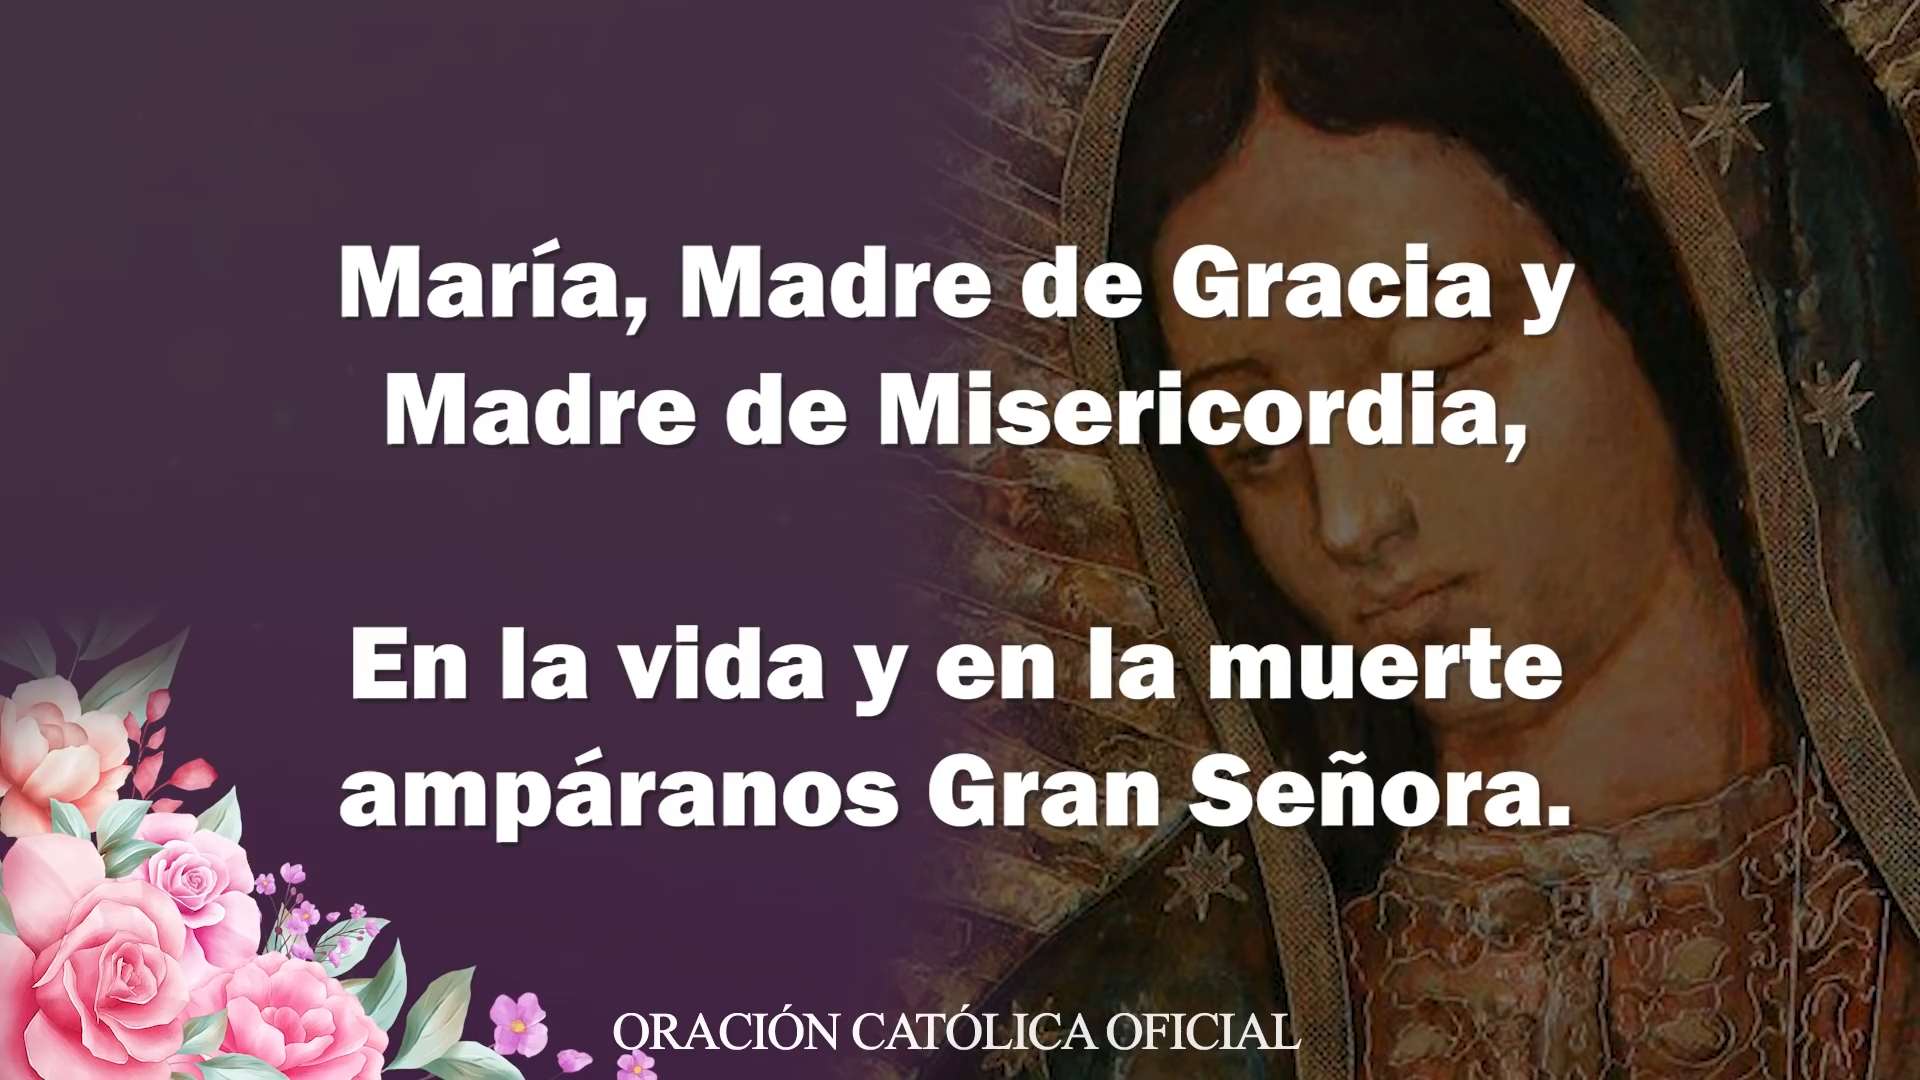 María, Madre de Gracia y
Madre de Misericordia,
En la vida y en la muerte
ampáranos Gran Señora.
ORACIÓN CATÓLICA OFICIAL